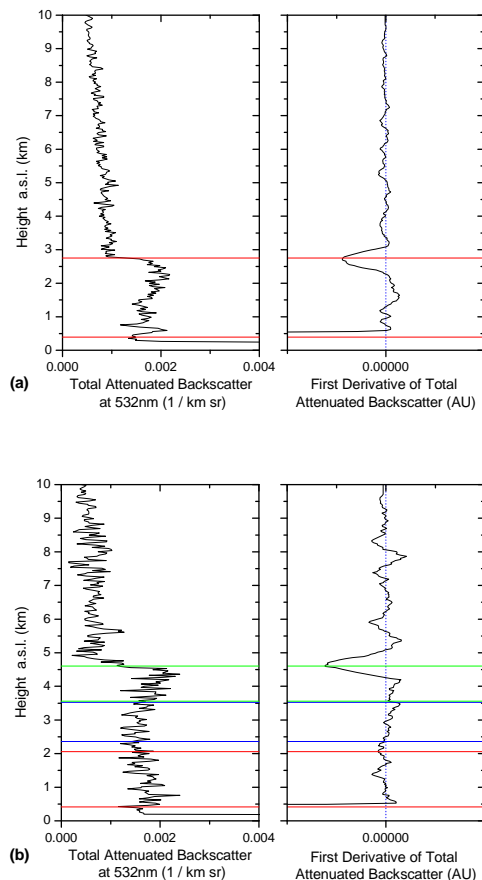 10
9
8
7
6
5
4
3
2
1
0
Height a.s.l. (km)
0.000 0.002 0.004 0.00000
(a) Total Attenuated Backscatter
at 532nm (1 / km sr)
First Derivative of Total
Attenuated Backscatter (AU)
10
9
8
7
6
5
4
3
2
1
0
Height a.s.l. (km)
0.000 0.002 0.004 0.00000
(b) Total Attenuated Backscatter
at 532nm (1 / km sr)
First Derivative of Total
Attenuated Backscatter (AU)